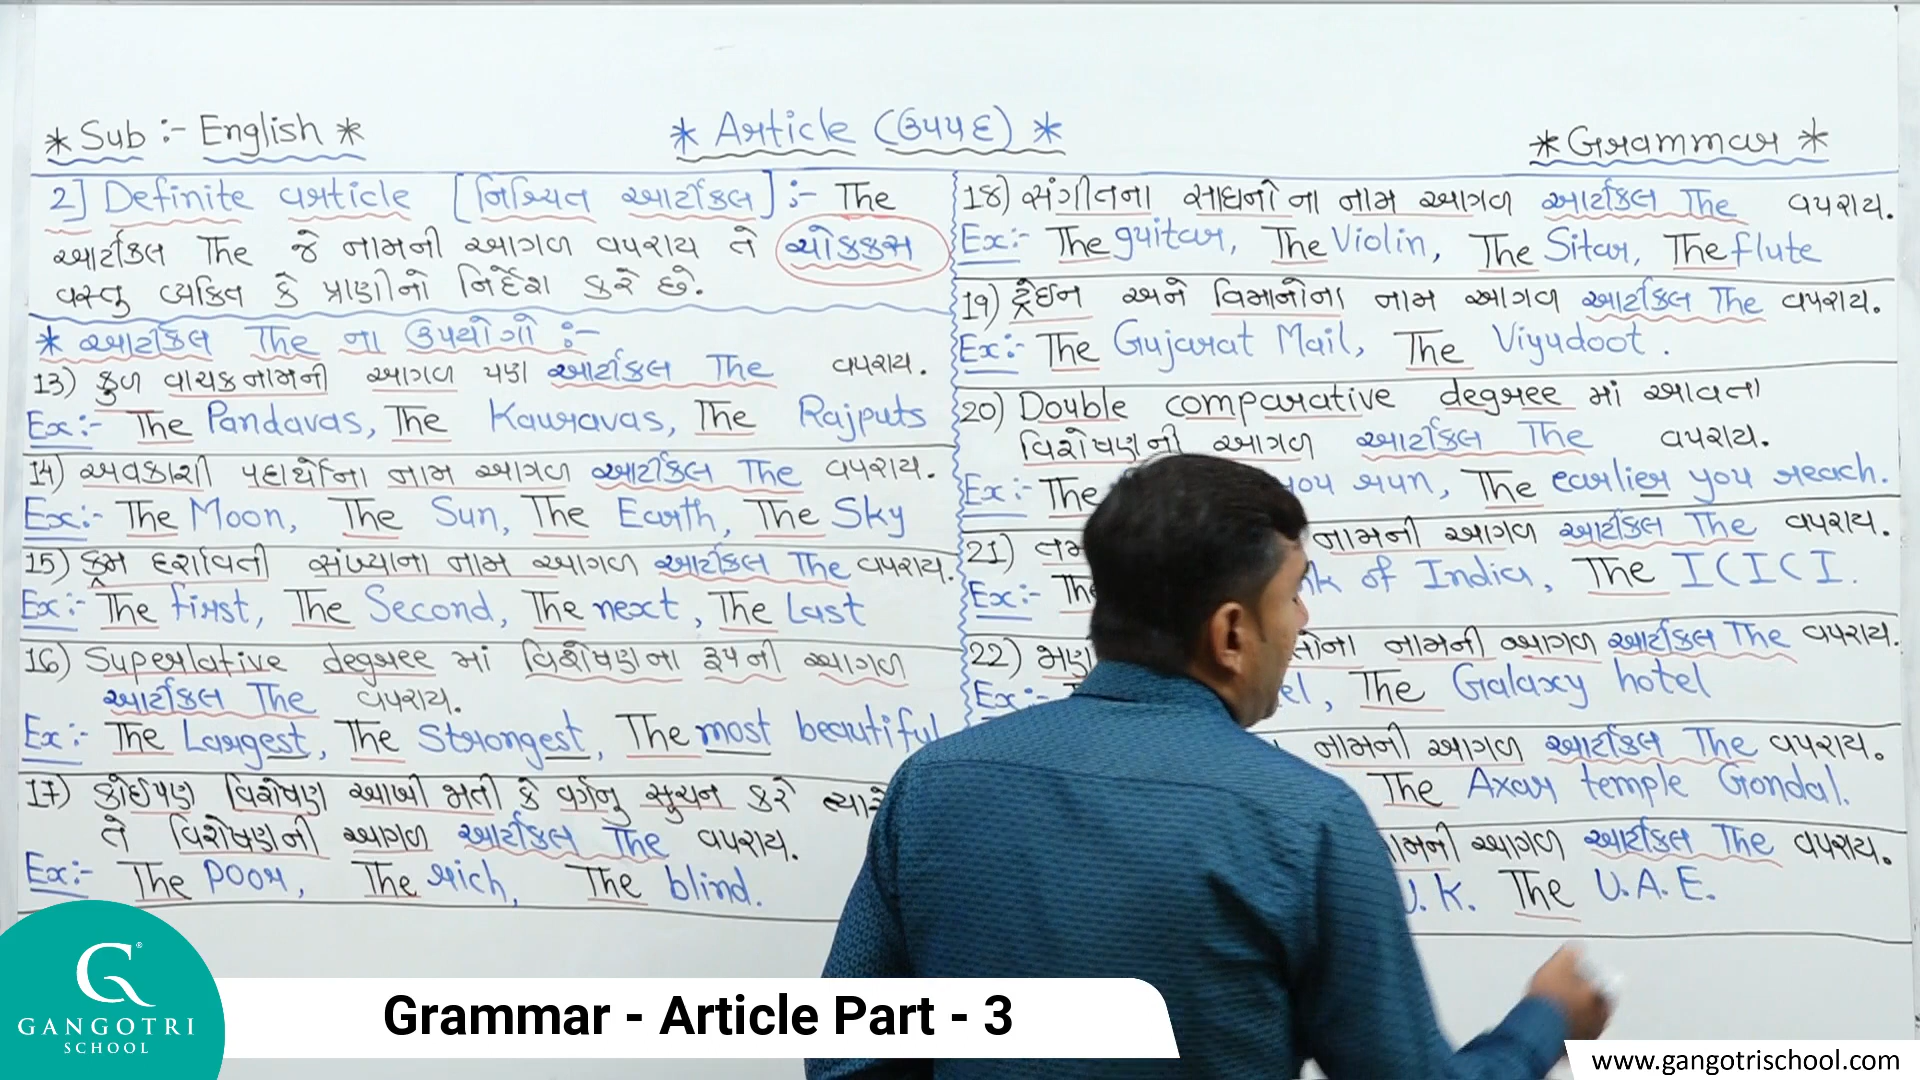 * Sub :- English *
* Article (ઉપપદ) *
* Grammar *
2] Definite article [નિશ્ચિત આર્ટીકલ] :- The
આર્ટીકલ The જે નામની આગળ વપરાય તે ચોક્કસ
વસ્તુ વ્યકિત કે પ્રાણીનો નિર્દેશ કરે છે.
* આર્ટીકલ The ના ઉપયોગો :-
13) કુળ વાચક નામની આગળ પણ આર્ટીકલ The વપરાય.
Ex:- The Pandavas, The Kauravas, The Rajputs
14) અવકાશી પદાર્થોના નામ આગળ આર્ટીકલ The વપરાય.
Ex:- The Moon, The Sun, The Earth, The Sky
15) ક્રમ દર્શાવતી સંખ્યાના નામ આગળ આર્ટીકલ The વપરાય.
Ex:- The first, The Second, The next, The Last
16) Superlative degree માં વિશેષણના રૂપની આગળ
આર્ટીકલ The વપરાય.
Ex:- The Largest, The Strongest, The most beautiful
17) કોઈપણ વિશેષણ આખી જાતી કે વર્ગનુ સૂચન કરે
તે વિશેષણની આગળ આર્ટીકલ The વપરાય.
Ex:- The poor, The rich, The blind.
18) સંગીતના સાધનો ના નામ આગળ આર્ટીકલ The વપરાય.
Ex:- The guitar, The Violin, The Sitar, The flute
19) ટ્રેઈન અને વિમાનોના નામ આગળ આર્ટીકલ The વપરાય.
Ex:- The Gujarat Mail, The Viyudoot.
20) Double comparative degree માં આવતા
વિશેષણની આગળ આર્ટીકલ The વપરાય.
Ex:- The you run, The earlier you reach.
21) નામની આગળ આર્ટીકલ The વપરાય.
Ex:- The of India, The ICICI.
22) નામની આગળ આર્ટીકલ The વપરાય.
Ex:- The Galaxy hotel
નામની આગળ આર્ટીકલ The વપરાય.
The Axar temple Gondal.
આગળ આર્ટીકલ The વપરાય.
K. The U.A.E.
GANGOTRI
SCHOOL
Grammar - Article Part - 3
www.gangotrischool.com